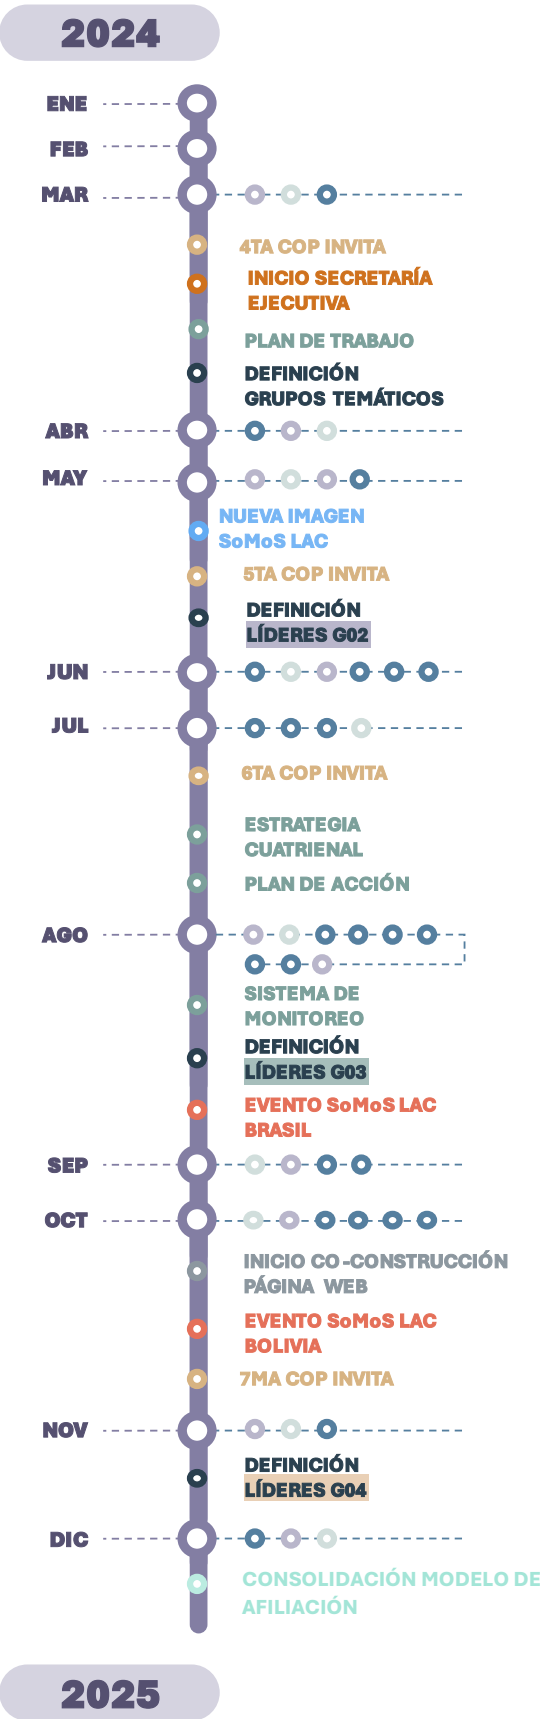 2024
ENE
FEB
MAR
4TA COP INVITA
INICIO SECRETARÍA
EJECUTIVA
PLAN DE TRABAJO
DEFINICIÓN
GRUPOS TEMÁTICOS
ABR
MAY
NUEVA IMAGEN
SoMoS LAC
5TA COP INVITA
DEFINICIÓN
LÍDERES G02
JUN
JUL
6TA COP INVITA
ESTRATEGIA
CUATRIENAL
PLAN DE ACCIÓN
AGO
SISTEMA DE
MONITOREO
DEFINICIÓN
LÍDERES G03
EVENTO SoMoS LAC
BRASIL
SEP
OCT
INICIO CO-CONSTRUCCIÓN
PÁGINA WEB
EVENTO SoMoS LAC
BOLIVIA
7MA COP INVITA
NOV
DEFINICIÓN
LÍDERES G04
DIC
CONSOLIDACIÓN MODELO DE
AFILIACIÓN
2025